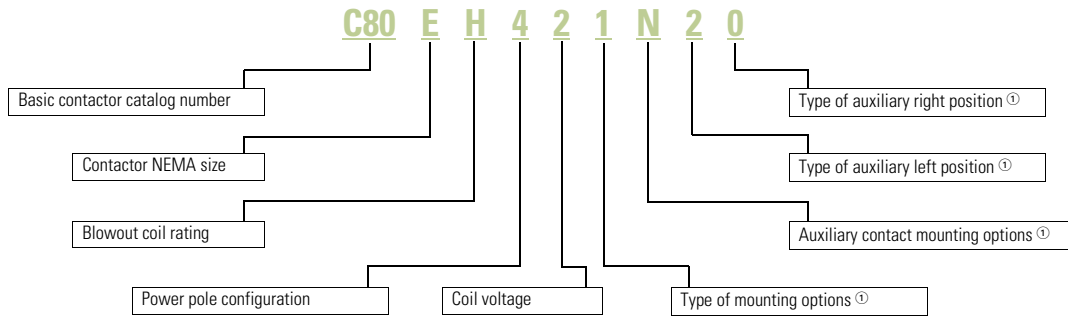 C80 E H 4 2 1 N 2 0
Basic contactor catalog number
Type of auxiliary right position ①
Contactor NEMA size
Type of auxiliary left position ①
Blowout coil rating
Auxiliary contact mounting options ①
Power pole configuration
Coil voltage
Type of mounting options ①